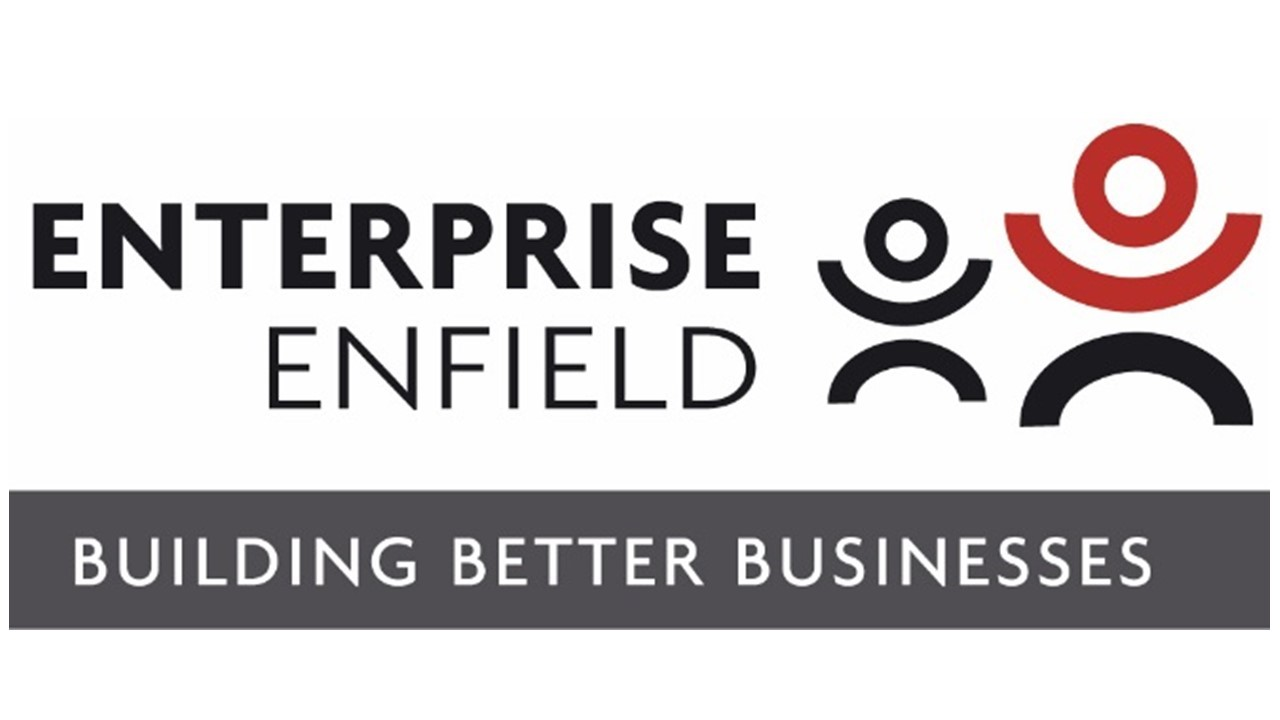 ENTERPRISE
ENFIELD
BUILDING BETTER BUSINESSES